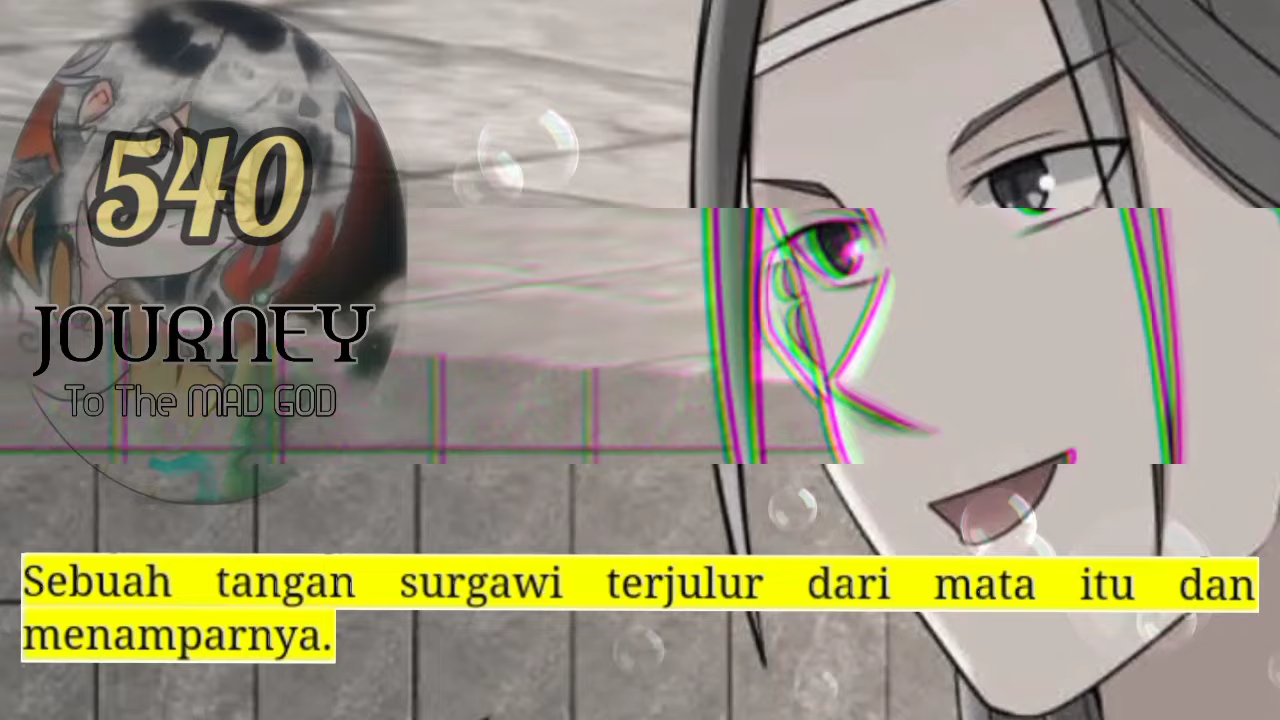 540
JOURNEY
To The MAD GOD
Sebuah tangan surgawi terjulur dari mata itu dan
menamparnya.